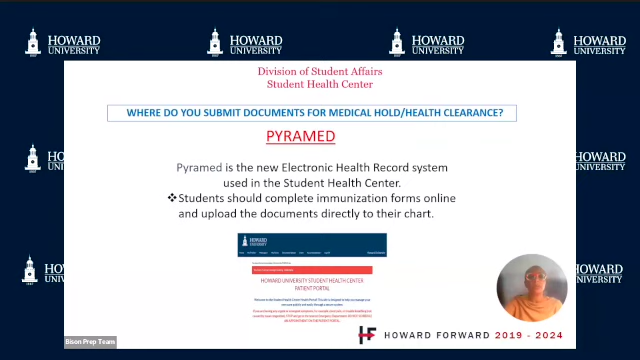 HOWARD
UNIVERSITY
HOWARD
UNIVERSITY
HOWARD
UNIVERSITY
HOWARD
UNIVERSITY
Division of Student Affairs
Student Health Center
WHERE DO YOU SUBMIT DOCUMENTS FOR MEDICAL HOLD/HEALTH CLEARANCE?
PYRAMED
Pyramed is the new Electronic Health Record system
used in the Student Health Center.
❖Students should complete immunization forms online
and upload the documents directly to their chart.
HOWARD
UNIVERSITY
HOWARD UNIVERSITY STUDENT HEALTH CENTER
PATIENT PORTAL
HOWARD FORWARD 2019 - 2024
Bison Prep Team